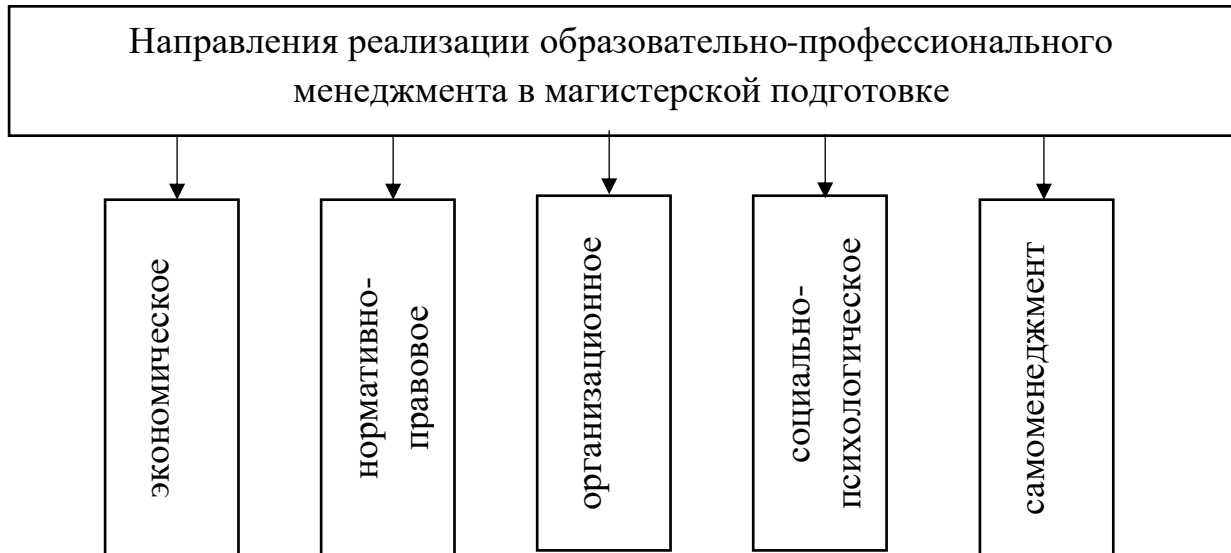 Направления реализации образовательно-профессионального
менеджмента в магистерской подготовке
экономическое
нормативно-
правовое
организационное
социально-
психологическое
самоменеджмент